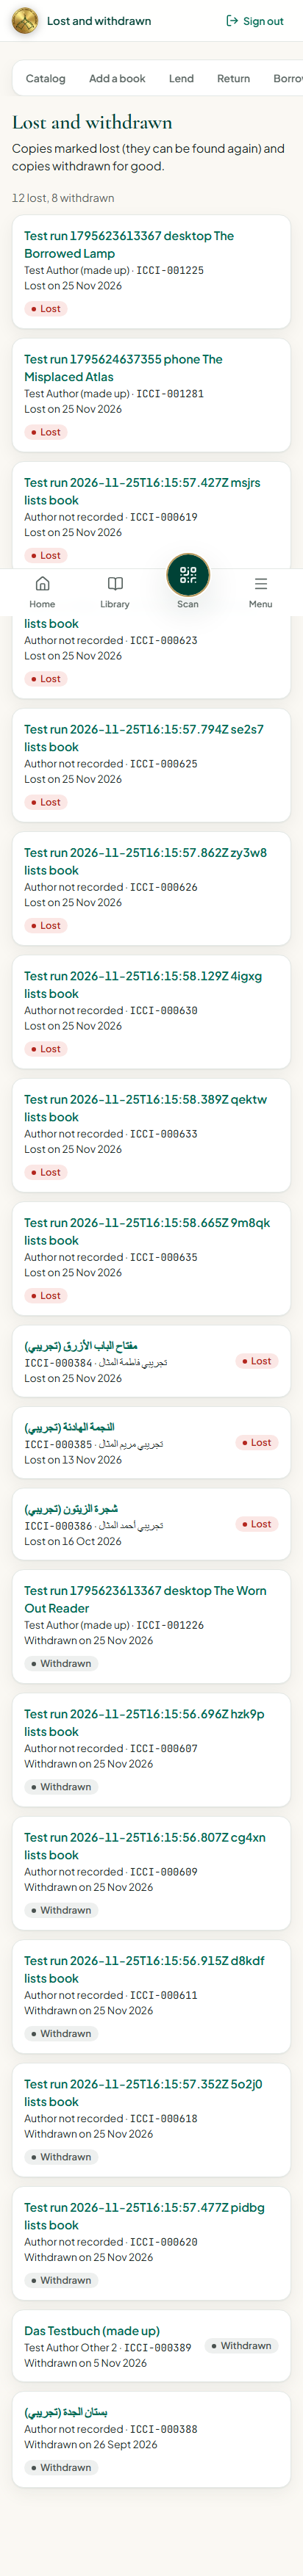 Lost and withdrawn
Sign out
Catalog
Add a book
Lend
Return
Lost and withdrawn
Copies marked lost (they can be found again) and
copies withdrawn for good.
12 lost, 8 withdrawn
Test run 1795623613367 desktop The
Borrowed Lamp
Test Author (made up) · ICCI-001225
Lost on 25 Nov 2026
Lost
Test run 1795624637355 phone The
Misplaced Atlas
Test Author (made up) · ICCI-001281
Lost on 25 Nov 2026
Lost
Test run 2026-11-25T16:15:57.427Z msjrs
lists book
Author not recorded · ICCI-000619
Lost on 25 Nov 2026
Lost
Home
Library
Scan
Menu
lists book
Author not recorded · ICCI-000623
Lost on 25 Nov 2026
Lost
Test run 2026-11-25T16:15:57.794Z se2s7
lists book
Author not recorded · ICCI-000625
Lost on 25 Nov 2026
Lost
Test run 2026-11-25T16:15:57.862Z zy3w8
lists book
Author not recorded · ICCI-000626
Lost on 25 Nov 2026
Lost
Test run 2026-11-25T16:15:58.129Z 4igxg
lists book
Author not recorded · ICCI-000630
Lost on 25 Nov 2026
Lost
Test run 2026-11-25T16:15:58.389Z qektw
lists book
Author not recorded · ICCI-000633
Lost on 25 Nov 2026
Lost
Test run 2026-11-25T16:15:58.665Z 9m8qk
lists book
Author not recorded · ICCI-000635
Lost on 25 Nov 2026
Lost
مفتاح الباب الأزرق (تجريبي)
تجريبي فاطمة المثال · ICCI-000384
Lost on 25 Nov 2026
Lost
النجمة الهادئة (تجريبي)
تجريبي مريم المثال · ICCI-000385
Lost on 13 Nov 2026
Lost
شجرة الزيتون (تجريبي)
تجريبي أحمد المثال · ICCI-000386
Lost on 16 Oct 2026
Lost
Test run 1795623613367 desktop The Worn
Out Reader
Test Author (made up) · ICCI-001226
Withdrawn on 25 Nov 2026
Withdrawn
Test run 2026-11-25T16:15:56.696Z hzk9p
lists book
Author not recorded · ICCI-000607
Withdrawn on 25 Nov 2026
Withdrawn
Test run 2026-11-25T16:15:56.807Z cg4xn
lists book
Author not recorded · ICCI-000609
Withdrawn on 25 Nov 2026
Withdrawn
Test run 2026-11-25T16:15:56.915Z d8kdf
lists book
Author not recorded · ICCI-000611
Withdrawn on 25 Nov 2026
Withdrawn
Test run 2026-11-25T16:15:57.352Z 5o2j0
lists book
Author not recorded · ICCI-000618
Withdrawn on 25 Nov 2026
Withdrawn
Test run 2026-11-25T16:15:57.477Z pidbg
lists book
Author not recorded · ICCI-000620
Withdrawn on 25 Nov 2026
Withdrawn
Das Testbuch (made up)
Test Author Other 2 · ICCI-000389
Withdrawn on 5 Nov 2026
Withdrawn
بستان الجدة (تجريبي)
Author not recorded · ICCI-000388
Withdrawn on 26 Sept 2026
Withdrawn